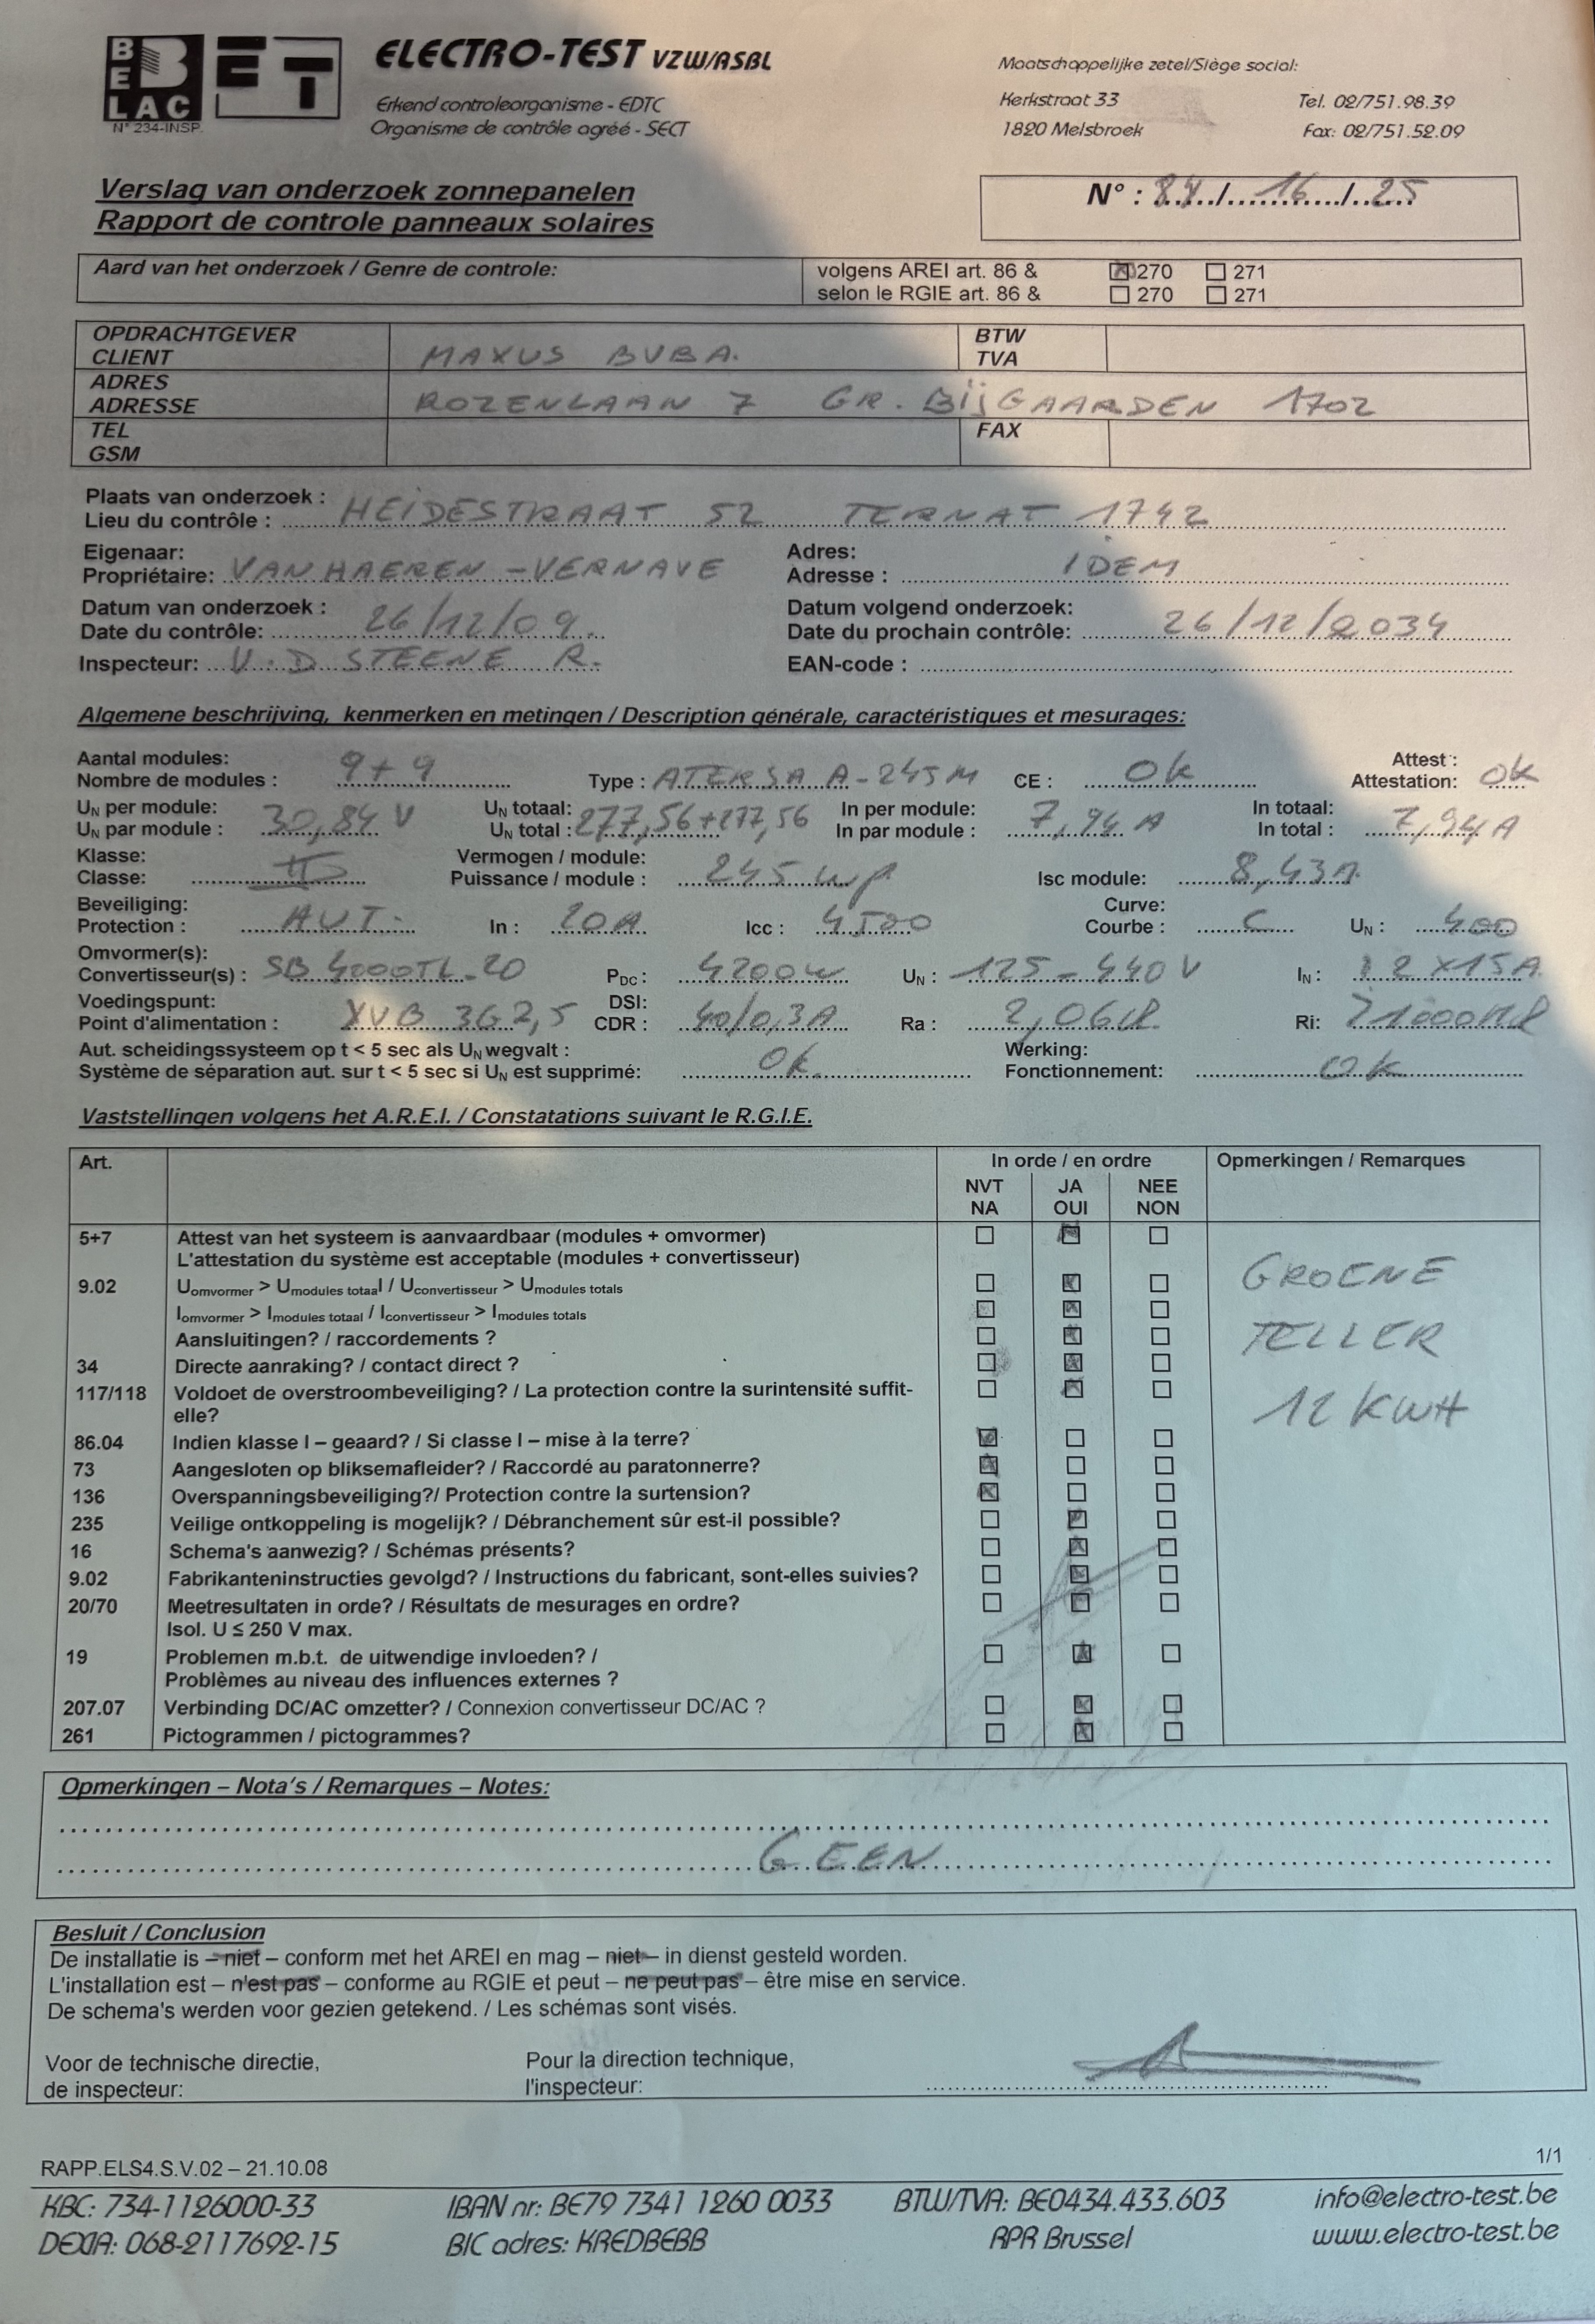 BELAC
N° 234-INSP.
ET
ELECTRO-TEST VZW/ASBL
Erkend controleorganisme - EDTC
Organisme de contrôle agréé - SECT
Maatschappelijke zetel/Siège social:
Kerkstraat 33 Tel. 02/751.98.39
1820 Melsbroek Fax: 02/751.52.09
Verslag van onderzoek zonnepanelen
Rapport de controle panneaux solaires
N° : 84/16/25
Aard van het onderzoek / Genre de controle:
volgens AREI art. 86 & ☒ 270 ☐ 271
selon le RGIE art. 86 & ☐ 270 ☐ 271
OPDRACHTGEVER BTW
CLIENT MAXUS BVBA. TVA
ADRES
ADRESSE ROZENLAAN 7 GR. BIJGAARDEN 1702
TEL FAX
GSM
Plaats van onderzoek :
Lieu du contrôle : HEIDESTRAAT 52 TERNAT 1742
Eigenaar: Adres:
Propriétaire: VANHAEREN - VERNAVE Adresse : IDEM
Datum van onderzoek : Datum volgend onderzoek:
Date du contrôle: 26/12/09 Date du prochain contrôle: 26/12/2034
Inspecteur: V.D STEENE R. EAN-code :
Algemene beschrijving, kenmerken en metingen / Description générale, caractéristiques et mesurages:
Aantal modules: Attest :
Nombre de modules : 9+9 Type : ATERSA A-245M CE : OK Attestation: OK
UN per module: UN totaal: In per module: In totaal:
UN par module : 30,84 V UN total : 277,56+277,56 In par module : 7,94 A In total : 7,94 A
Klasse: Vermogen / module:
Classe: II Puissance / module : 245 wp Isc module: 8,43A
Beveiliging: Curve:
Protection : AUT. In : 20A Icc : 4500 Courbe : C UN : 400
Omvormer(s):
Convertisseur(s) : SB 4000TL-20 PDC : 4200w UN : 125-440 V IN : 2x15A
Voedingspunt: DSI:
Point d'alimentation : XVB 3G2,5 CDR : 40/0,3A Ra : 2,06 Ω Ri:
Aut. scheidingssysteem op t < 5 sec als UN wegvalt : Werking:
Système de séparation aut. sur t < 5 sec si UN est supprimé: OK Fonctionnement: OK
Vaststellingen volgens het A.R.E.I. / Constatations suivant le R.G.I.E.
Art. In orde / en ordre Opmerkingen / Remarques
NVT JA NEE
NA OUI NON
5+7 Attest van het systeem is aanvaardbaar (modules + omvormer) ☐ ☒ ☐
L'attestation du système est acceptable (modules + convertisseur)
9.02 Uomvormer > Umodules totaal / Uconvertisseur > Umodules totals ☐ ☒ ☐
Iomvormer > Imodules totaal / Iconvertisseur > Imodules totals ☐ ☒ ☐
Aansluitingen? / raccordements ? ☐ ☒ ☐
34 Directe aanraking? / contact direct ? ☐ ☒ ☐
117/118 Voldoet de overstroombeveiliging? / La protection contre la surintensité suffit- ☐ ☒ ☐
elle?
86.04 Indien klasse I – geaard? / Si classe I – mise à la terre? ☒ ☐ ☐
73 Aangesloten op bliksemafleider? / Raccordé au paratonnerre? ☒ ☐ ☐
136 Overspanningsbeveiliging?/ Protection contre la surtension? ☒ ☐ ☐
235 Veilige ontkoppeling is mogelijk? / Débranchement sûr est-il possible? ☐ ☒ ☐
16 Schema's aanwezig? / Schémas présents? ☐ ☒ ☐
9.02 Fabrikanteninstructies gevolgd? / Instructions du fabricant, sont-elles suivies? ☐ ☒ ☐
20/70 Meetresultaten in orde? / Résultats de mesurages en ordre? ☐ ☒ ☐
Isol. U ≤ 250 V max.
19 Problemen m.b.t. de uitwendige invloeden? / ☐ ☒ ☐
Problèmes au niveau des influences externes ?
207.07 Verbinding DC/AC omzetter? / Connexion convertisseur DC/AC ? ☐ ☒ ☐
261 Pictogrammen / pictogrammes? ☐ ☒ ☐
GROENE
TELLER
12 KWH
Opmerkingen – Nota's / Remarques – Notes:
GEEN
Besluit / Conclusion
De installatie is – niet – conform met het AREI en mag – niet – in dienst gesteld worden.
L'installation est – n'est pas – conforme au RGIE et peut – ne peut pas – être mise en service.
De schema's werden voor gezien getekend. / Les schémas sont visés.
Voor de technische directie, Pour la direction technique,
de inspecteur: l'inspecteur:
RAPP.ELS4.S.V.02 – 21.10.08 1/1
KBC: 734-1126000-33 IBAN nr: BE79 7341 1260 0033 BTW/TVA: BE0434.433.603 info@electro-test.be
DEXIA: 068-2117692-15 BIC adres: KREDBEBB RPR Brussel www.electro-test.be